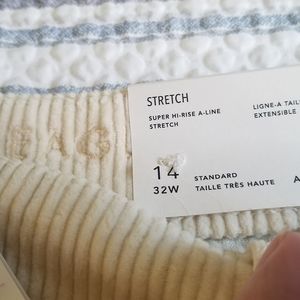 STRETCH
SUPER HI-RISE A-LINE
STRETCH
LIGNE-A TAIL
EXTENSIBLE
14
32W
STANDARD
TAILLE TRÈS HAUTE
A